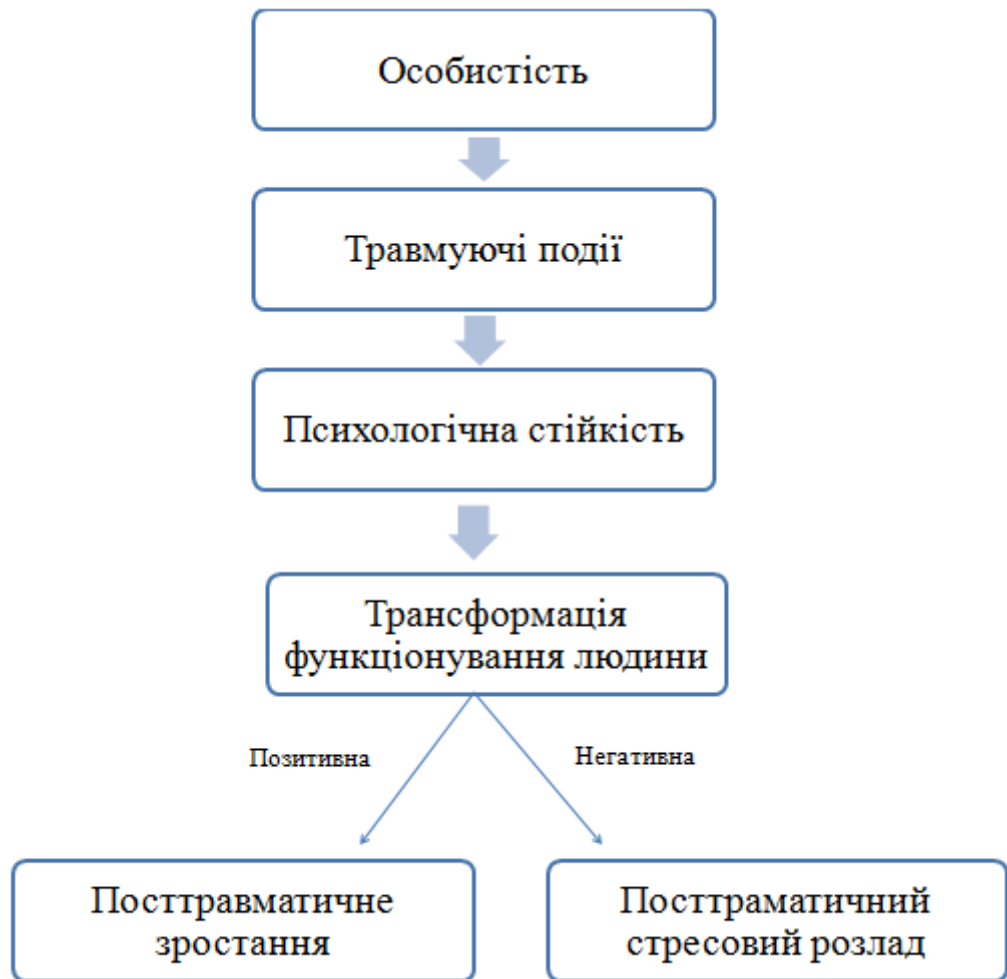 Особистість
Травмуючі події
Психологічна стійкість
Трансформація
функціонування людини
Позитивна
Негативна
Посттравматичне
зростання
Посттраматичний
стресовий розлад